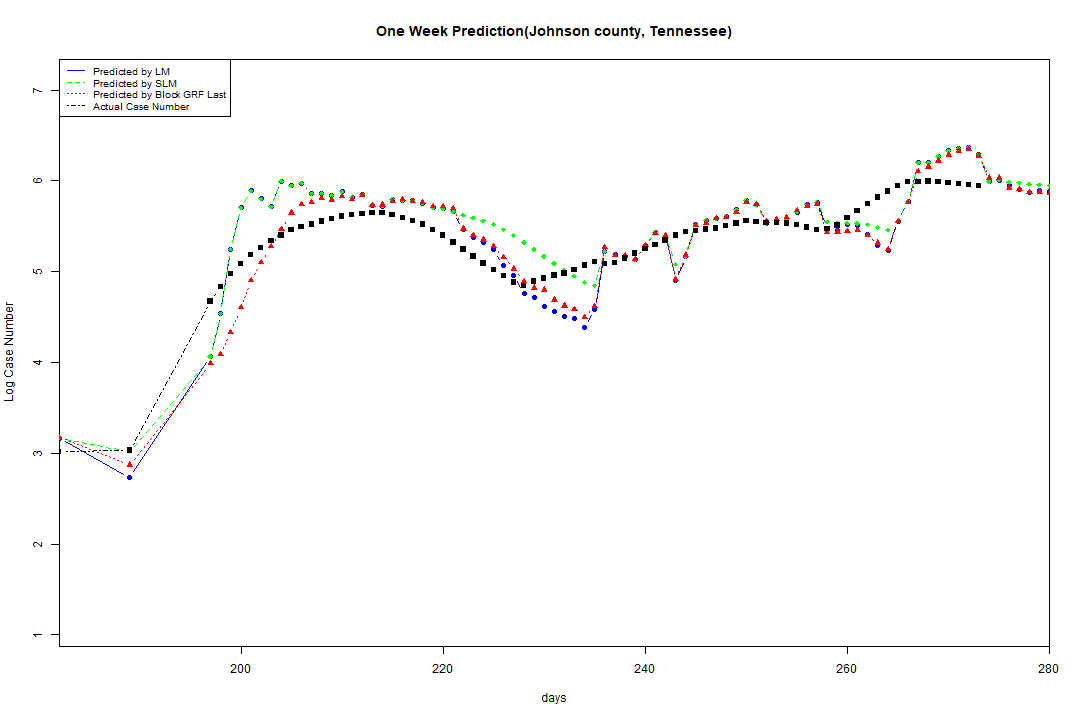 One Week Prediction(Johnson county, Tennessee)
Predicted by LM
Predicted by SLM
Predicted by Block GRF Last
Actual Case Number
7
6
5
4
3
2
1
Log Case Number
200 220 240 260 280
days